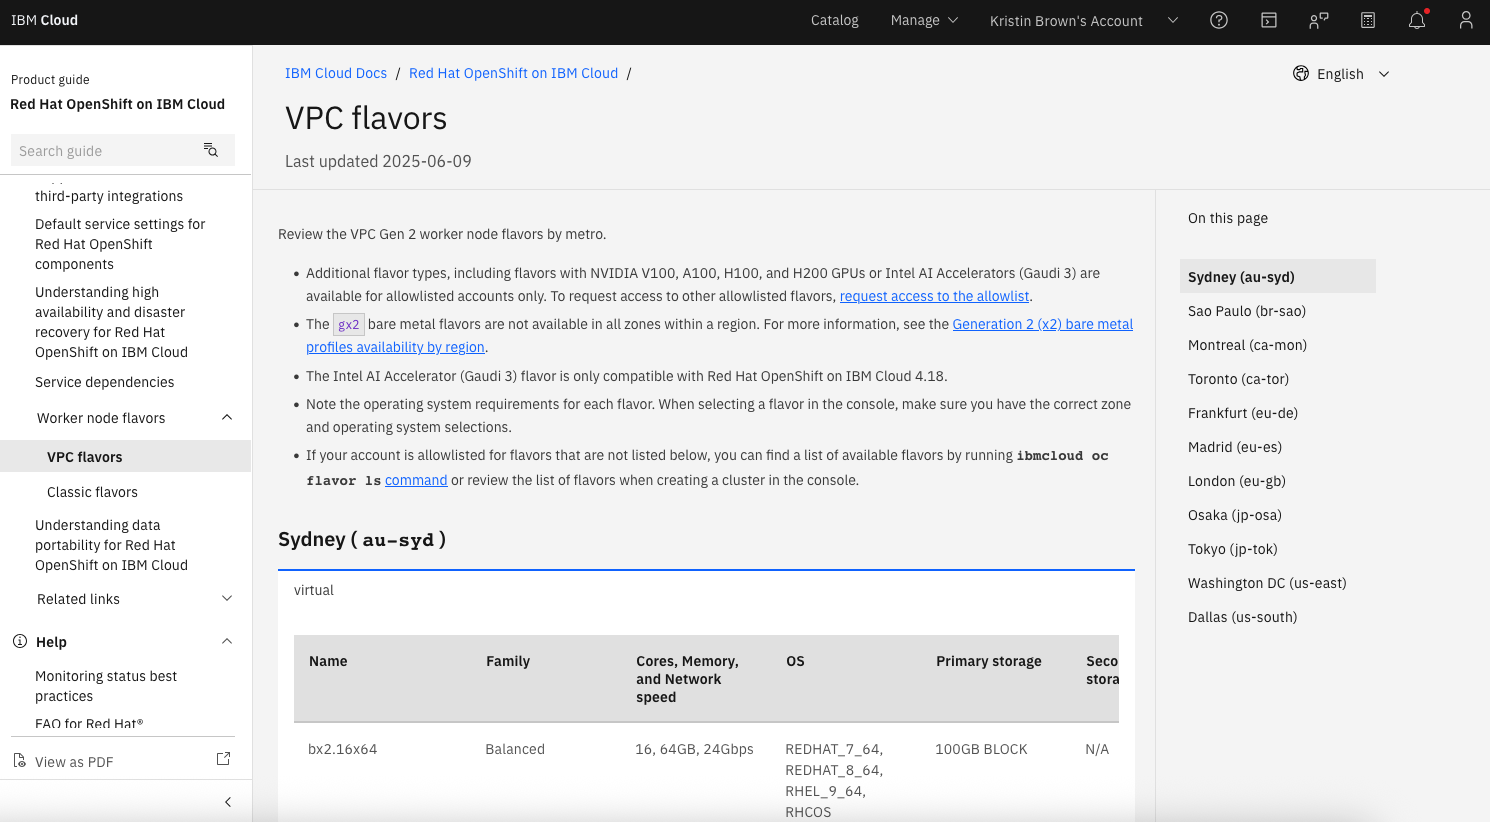 IBM Cloud
Catalog
Manage
Kristin Brown's Account
Product guide
Red Hat OpenShift on IBM Cloud
Search guide
third-party integrations
Default service settings for
Red Hat OpenShift
components
Understanding high
availability and disaster
recovery for Red Hat
OpenShift on IBM Cloud
Service dependencies
Worker node flavors
VPC flavors
Classic flavors
Understanding data
portability for Red Hat
OpenShift on IBM Cloud
Related links
Help
Monitoring status best
practices
FAQ for Red Hat®
View as PDF
IBM Cloud Docs / Red Hat OpenShift on IBM Cloud /
English
VPC flavors
Last updated 2025-06-09
Review the VPC Gen 2 worker node flavors by metro.
• Additional flavor types, including flavors with NVIDIA V100, A100, H100, and H200 GPUs or Intel AI Accelerators (Gaudi 3) are
available for allowlisted accounts only. To request access to other allowlisted flavors, request access to the allowlist.
• The gx2 bare metal flavors are not available in all zones within a region. For more information, see the Generation 2 (x2) bare metal
profiles availability by region.
• The Intel AI Accelerator (Gaudi 3) flavor is only compatible with Red Hat OpenShift on IBM Cloud 4.18.
• Note the operating system requirements for each flavor. When selecting a flavor in the console, make sure you have the correct zone
and operating system selections.
• If your account is allowlisted for flavors that are not listed below, you can find a list of available flavors by running ibmcloud oc
flavor ls command or review the list of flavors when creating a cluster in the console.
Sydney ( au-syd )
virtual
Name
Family
Cores, Memory,
and Network
speed
OS
Primary storage
Seco
stora
bx2.16x64
Balanced
16, 64GB, 24Gbps
REDHAT_7_64,
REDHAT_8_64,
RHEL_9_64,
RHCOS
100GB BLOCK
N/A
On this page
Sydney (au-syd)
Sao Paulo (br-sao)
Montreal (ca-mon)
Toronto (ca-tor)
Frankfurt (eu-de)
Madrid (eu-es)
London (eu-gb)
Osaka (jp-osa)
Tokyo (jp-tok)
Washington DC (us-east)
Dallas (us-south)